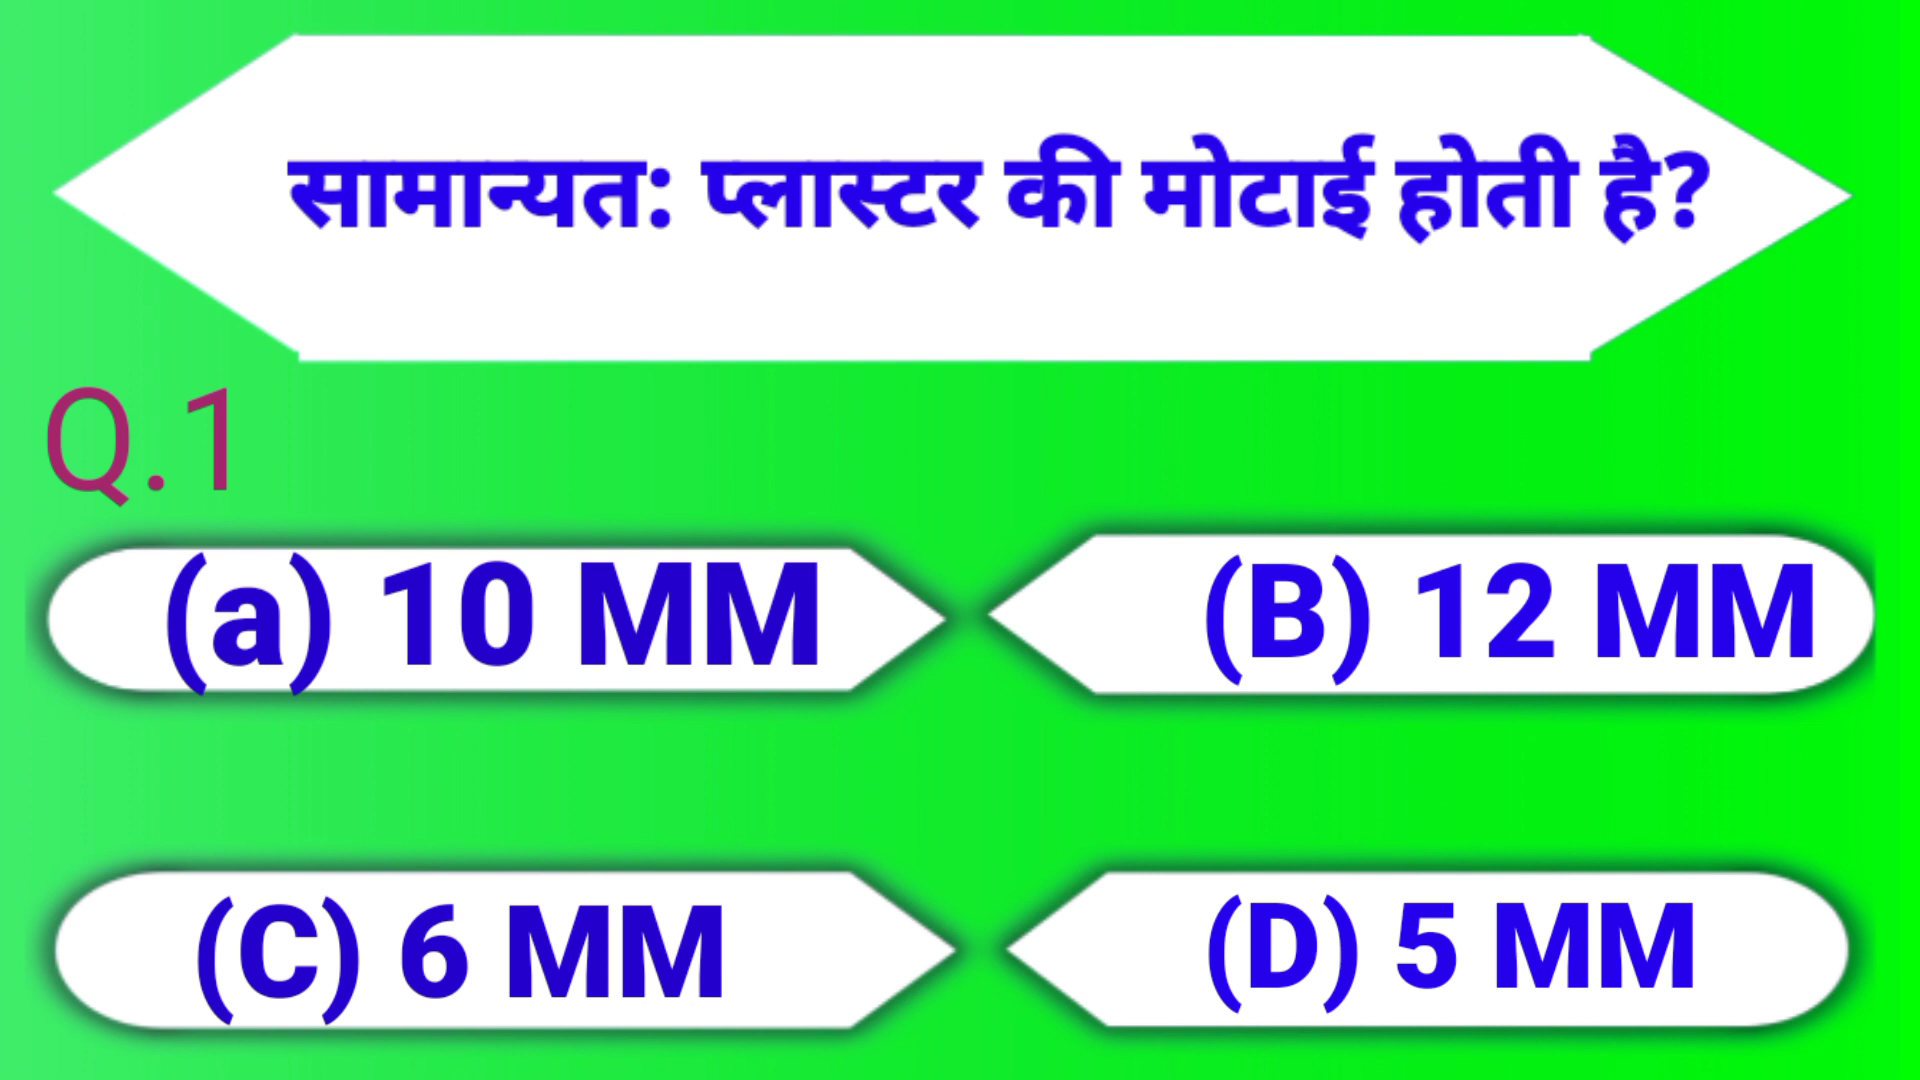 सामान्यत: प्लास्टर की मोटाई होती है?
Q.1
(a) 10 MM
(B) 12 MM
(C) 6 MM
(D) 5 MM